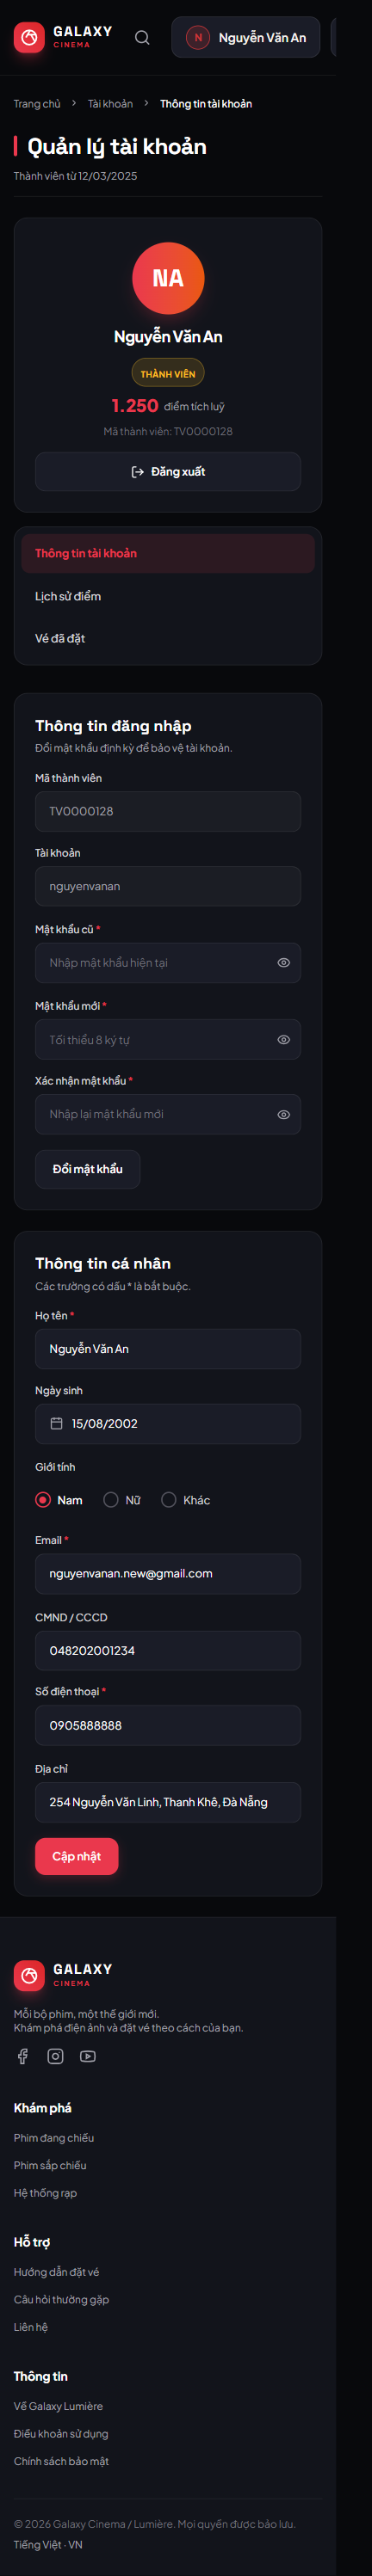 GALAXY
CINEMA
N Nguyễn Văn An
Trang chủ > Tài khoản > Thông tin tài khoản
Quản lý tài khoản
Thành viên từ 12/03/2025
NA
Nguyễn Văn An
THÀNH VIÊN
1.250 điểm tích luỹ
Mã thành viên: TV0000128
Đăng xuất
Thông tin tài khoản
Lịch sử điểm
Vé đã đặt
Thông tin đăng nhập
Đổi mật khẩu định kỳ để bảo vệ tài khoản.
Mã thành viên
TV0000128
Tài khoản
nguyenvanan
Mật khẩu cũ *
Nhập mật khẩu hiện tại
Mật khẩu mới *
Tối thiểu 8 ký tự
Xác nhận mật khẩu *
Nhập lại mật khẩu mới
Đổi mật khẩu
Thông tin cá nhân
Các trường có dấu * là bắt buộc.
Họ tên *
Nguyễn Văn An
Ngày sinh
15/08/2002
Giới tính
Nam Nữ Khác
Email *
nguyenvanan.new@gmail.com
CMND / CCCD
048202001234
Số điện thoại *
0905888888
Địa chỉ
254 Nguyễn Văn Linh, Thanh Khê, Đà Nẵng
Cập nhật
GALAXY
CINEMA
Mỗi bộ phim, một thế giới mới.
Khám phá điện ảnh và đặt vé theo cách của bạn.
Khám phá
Phim đang chiếu
Phim sắp chiếu
Hệ thống rạp
Hỗ trợ
Hướng dẫn đặt vé
Câu hỏi thường gặp
Liên hệ
Thông tin
Về Galaxy Lumière
Điều khoản sử dụng
Chính sách bảo mật
© 2026 Galaxy Cinema / Lumière. Mọi quyền được bảo lưu.
Tiếng Việt · VN